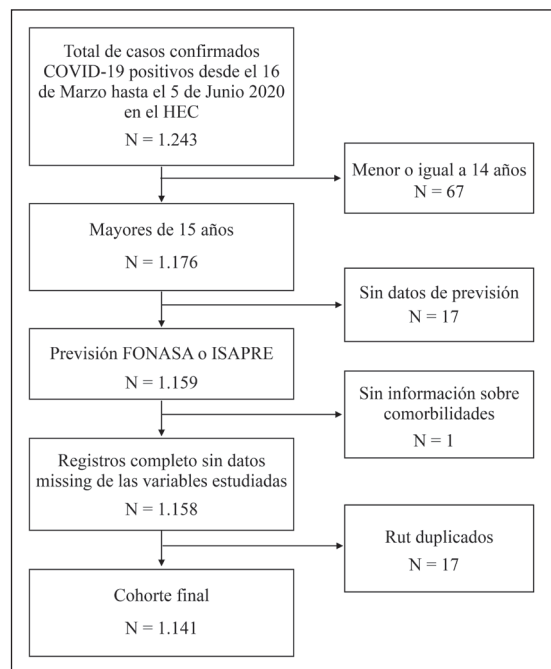 Total de casos confirmados
COVID-19 positivos desde el 16
de Marzo hasta el 5 de Junio 2020
en el HEC
N = 1.243
Menor o igual a 14 años
N = 67
Mayores de 15 años
N = 1.176
Sin datos de previsión
N = 17
Previsión FONASA o ISAPRE
N = 1.159
Sin información sobre
comorbilidades
N = 1
Registros completo sin datos
missing de las variables estudiadas
N = 1.158
Rut duplicados
N = 17
Cohorte final
N = 1.141